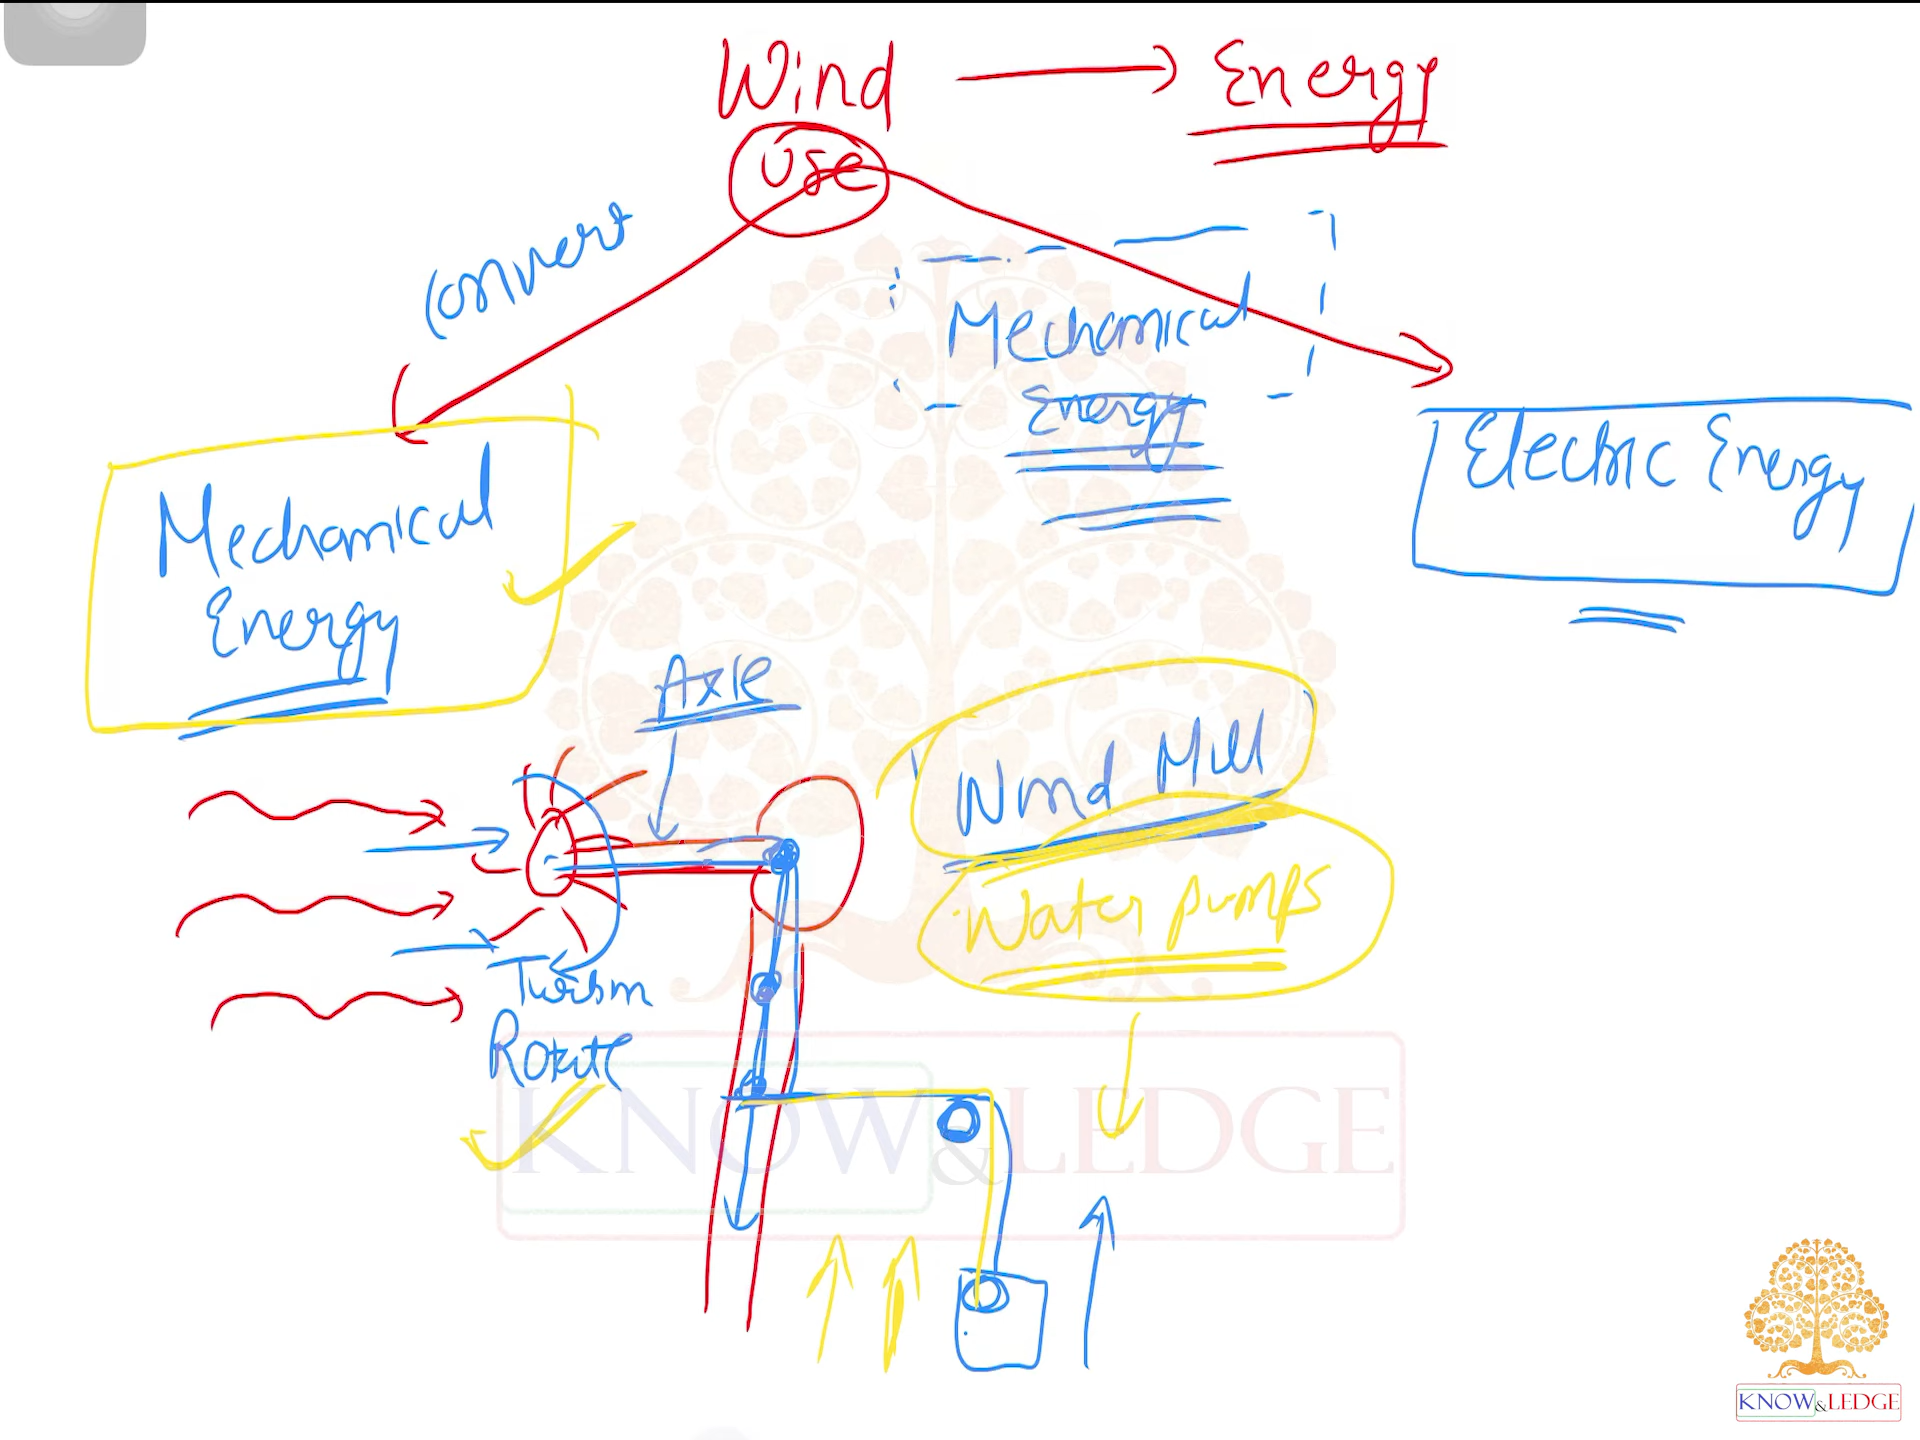 Wind → Energy
Use
Convert
Mechanical
Energy
Electric Energy
Mechanical
Energy
Axle
Wind Mill
Water pumps
Turbin
Rotate
KNOW&LEDGE
KNOW&LEDGE